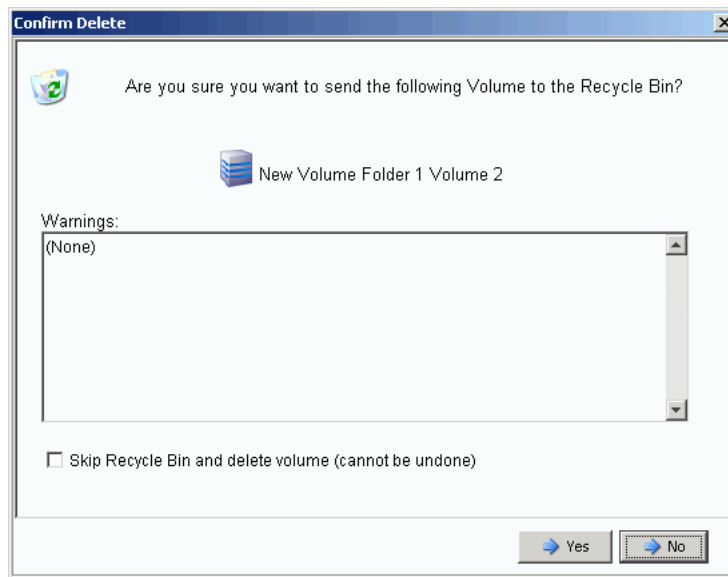 Confirm Delete
Are you sure you want to send the following Volume to the Recycle Bin?
New Volume Folder 1 Volume 2
Warnings:
(None)
Skip Recycle Bin and delete volume (cannot be undone)
Yes
No